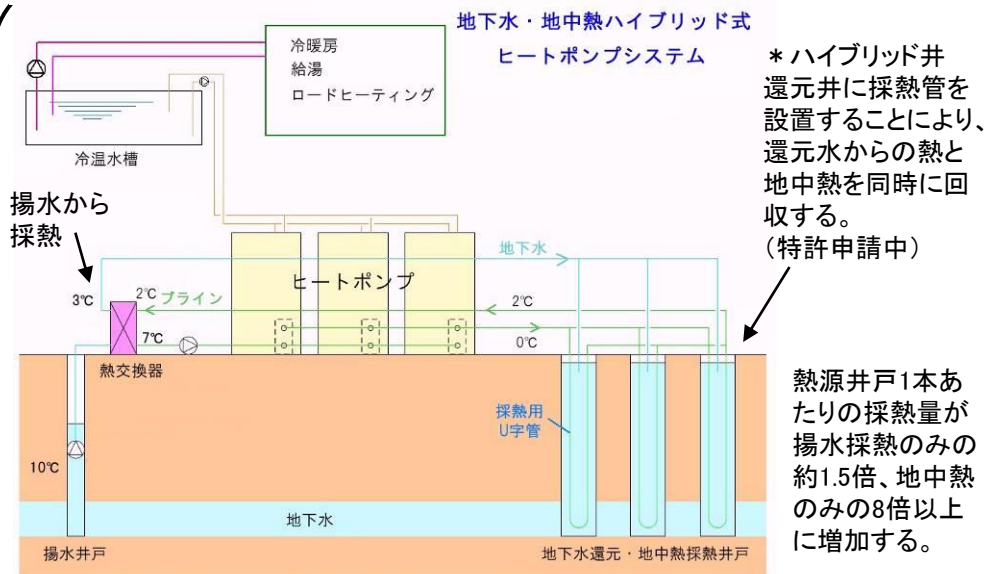 地下水・地中熱ハイブリッド式
ヒートポンプシステム
冷暖房
給湯
ロードヒーティング
冷温水槽
*ハイブリッド井
還元井に採熱管を
設置することにより、
還元水からの熱と
地中熱を同時に回
収する。
(特許申請中)
揚水から
採熱
地下水
ヒートポンプ
3℃
2℃
ブライン
2℃
7℃
0℃
熱交換器
採熱用
U字管
10℃
地下水
揚水井戸
地下水還元・地中熱採熱井戸
熱源井戸1本あ
たりの採熱量が
揚水採熱のみの
約1.5倍、地中熱
のみの8倍以上
に増加する。